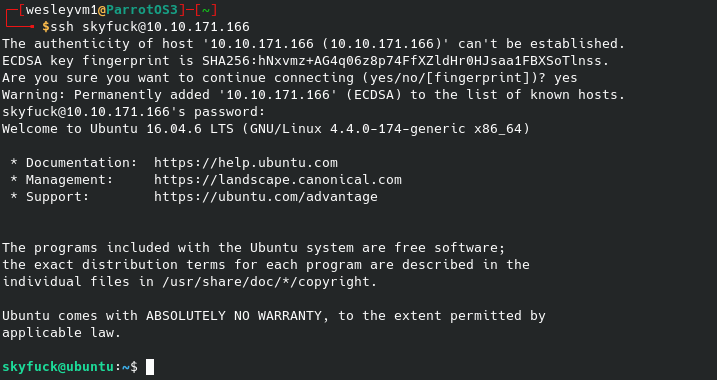 ┌─[wesleyvm1@ParrotOS3]─[~]
└──╼ $ssh skyfuck@10.10.171.166
The authenticity of host '10.10.171.166 (10.10.171.166)' can't be established.
ECDSA key fingerprint is SHA256:hNxvmz+AG4q06z8p74FfXZldHr0HJsaa1FBXSoTlnss.
Are you sure you want to continue connecting (yes/no/[fingerprint])? yes
Warning: Permanently added '10.10.171.166' (ECDSA) to the list of known hosts.
skyfuck@10.10.171.166's password:
Welcome to Ubuntu 16.04.6 LTS (GNU/Linux 4.4.0-174-generic x86_64)

 * Documentation:  https://help.ubuntu.com
 * Management:     https://landscape.canonical.com
 * Support:        https://ubuntu.com/advantage


The programs included with the Ubuntu system are free software;
the exact distribution terms for each program are described in the
individual files in /usr/share/doc/*/copyright.

Ubuntu comes with ABSOLUTELY NO WARRANTY, to the extent permitted by
applicable law.

skyfuck@ubuntu:~$